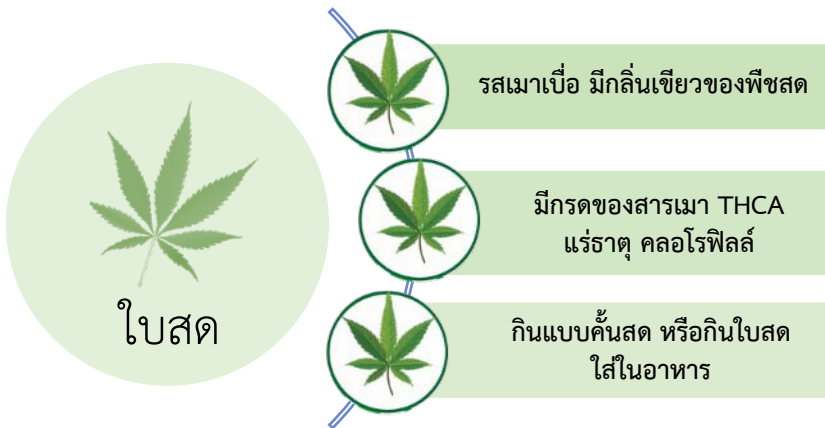 ใบสด
รสเมาเบื่อ มีกลิ่นเขียวของพืชสด
มีกรดของสารเมา THCA
แร่ธาตุ คลอโรฟิลล์
กินแบบคั้นสด หรือกินใบสด
ใส่ในอาหาร